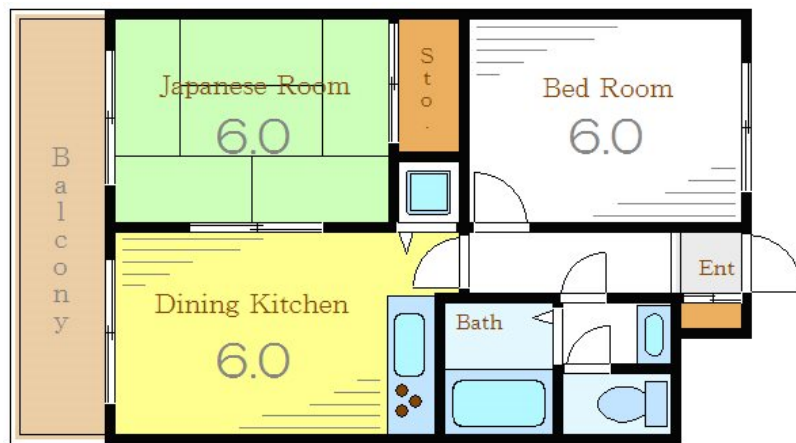 Balcony
Japanese Room
6.0
Sto.
Bed Room
6.0
Dining Kitchen
6.0
Bath
Ent